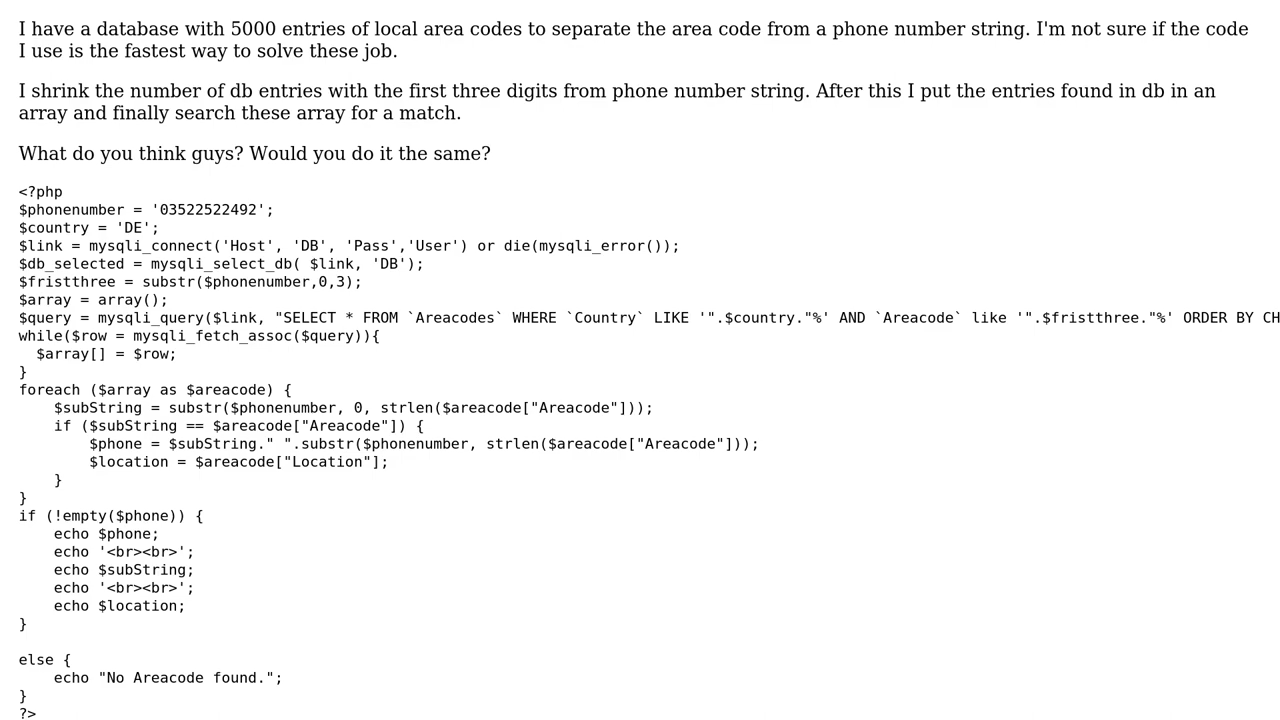 I have a database with 5000 entries of local area codes to separate the area code from a phone number string. I'm not sure if the code
I use is the fastest way to solve these job.
I shrink the number of db entries with the first three digits from phone number string. After this I put the entries found in db in an
array and finally search these array for a match.
What do you think guys? Would you do it the same?
<?php
$phonenumber = '03522522492';
$country = 'DE';
$link = mysqli_connect('Host', 'DB', 'Pass','User') or die(mysqli_error());
$db_selected = mysqli_select_db( $link, 'DB');
$fristthree = substr($phonenumber,0,3);
$array = array();
$query = mysqli_query($link, "SELECT * FROM `Areacodes` WHERE `Country` LIKE '".$country."%' AND `Areacode` like '".$fristthree."%' ORDER BY CH
while($row = mysqli_fetch_assoc($query)){
  $array[] = $row;
}
foreach ($array as $areacode) {
    $subString = substr($phonenumber, 0, strlen($areacode["Areacode"]));
    if ($subString == $areacode["Areacode"]) {
        $phone = $subString." ".substr($phonenumber, strlen($areacode["Areacode"]));
        $location = $areacode["Location"];
    }
}
if (!empty($phone)) {
    echo $phone;
    echo '<br><br>';
    echo $subString;
    echo '<br><br>';
    echo $location;
}
else {
    echo "No Areacode found.";
}
?>